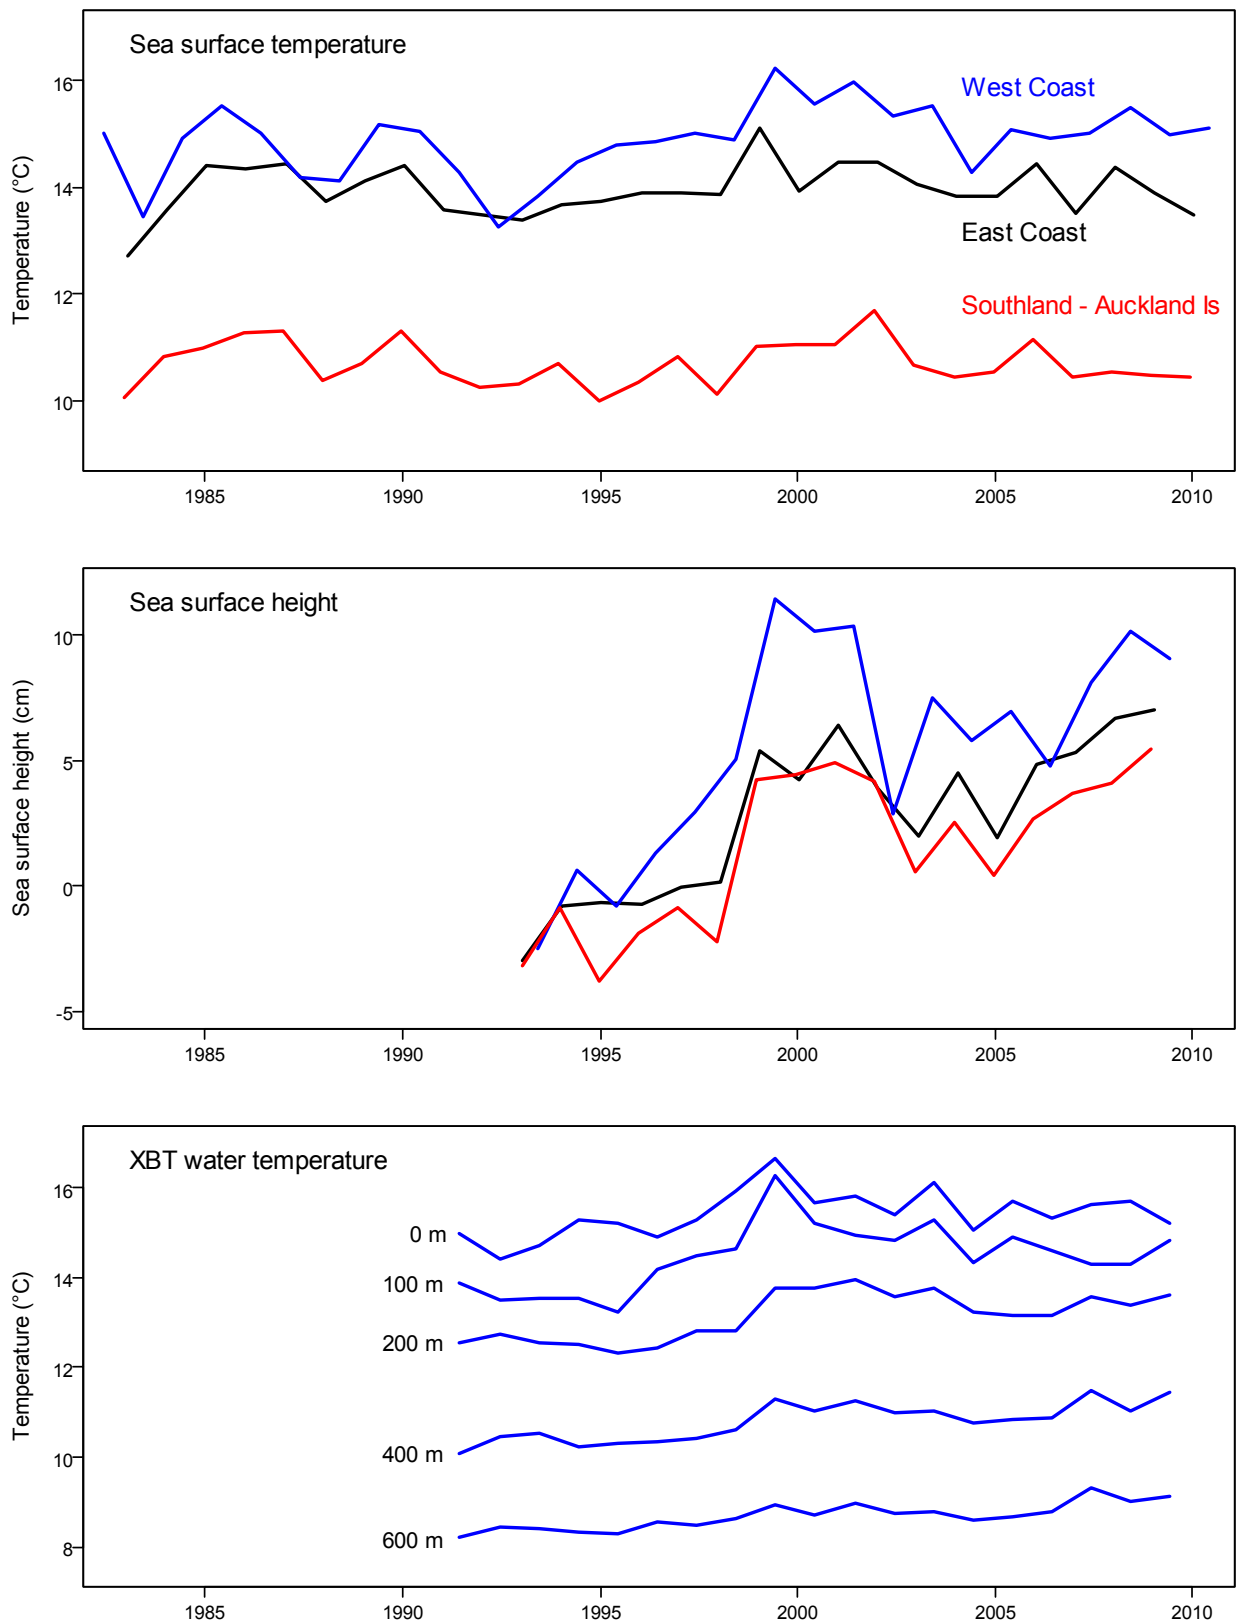 Sea surface temperature
Temperature (°C)
16
14
12
10
West Coast
East Coast
Southland - Auckland Is
1985 1990 1995 2000 2005 2010
Sea surface height
Sea surface height (cm)
10
5
0
-5
1985 1990 1995 2000 2005 2010
XBT water temperature
Temperature (°C)
16
14
12
10
8
0 m
100 m
200 m
400 m
600 m
1985 1990 1995 2000 2005 2010